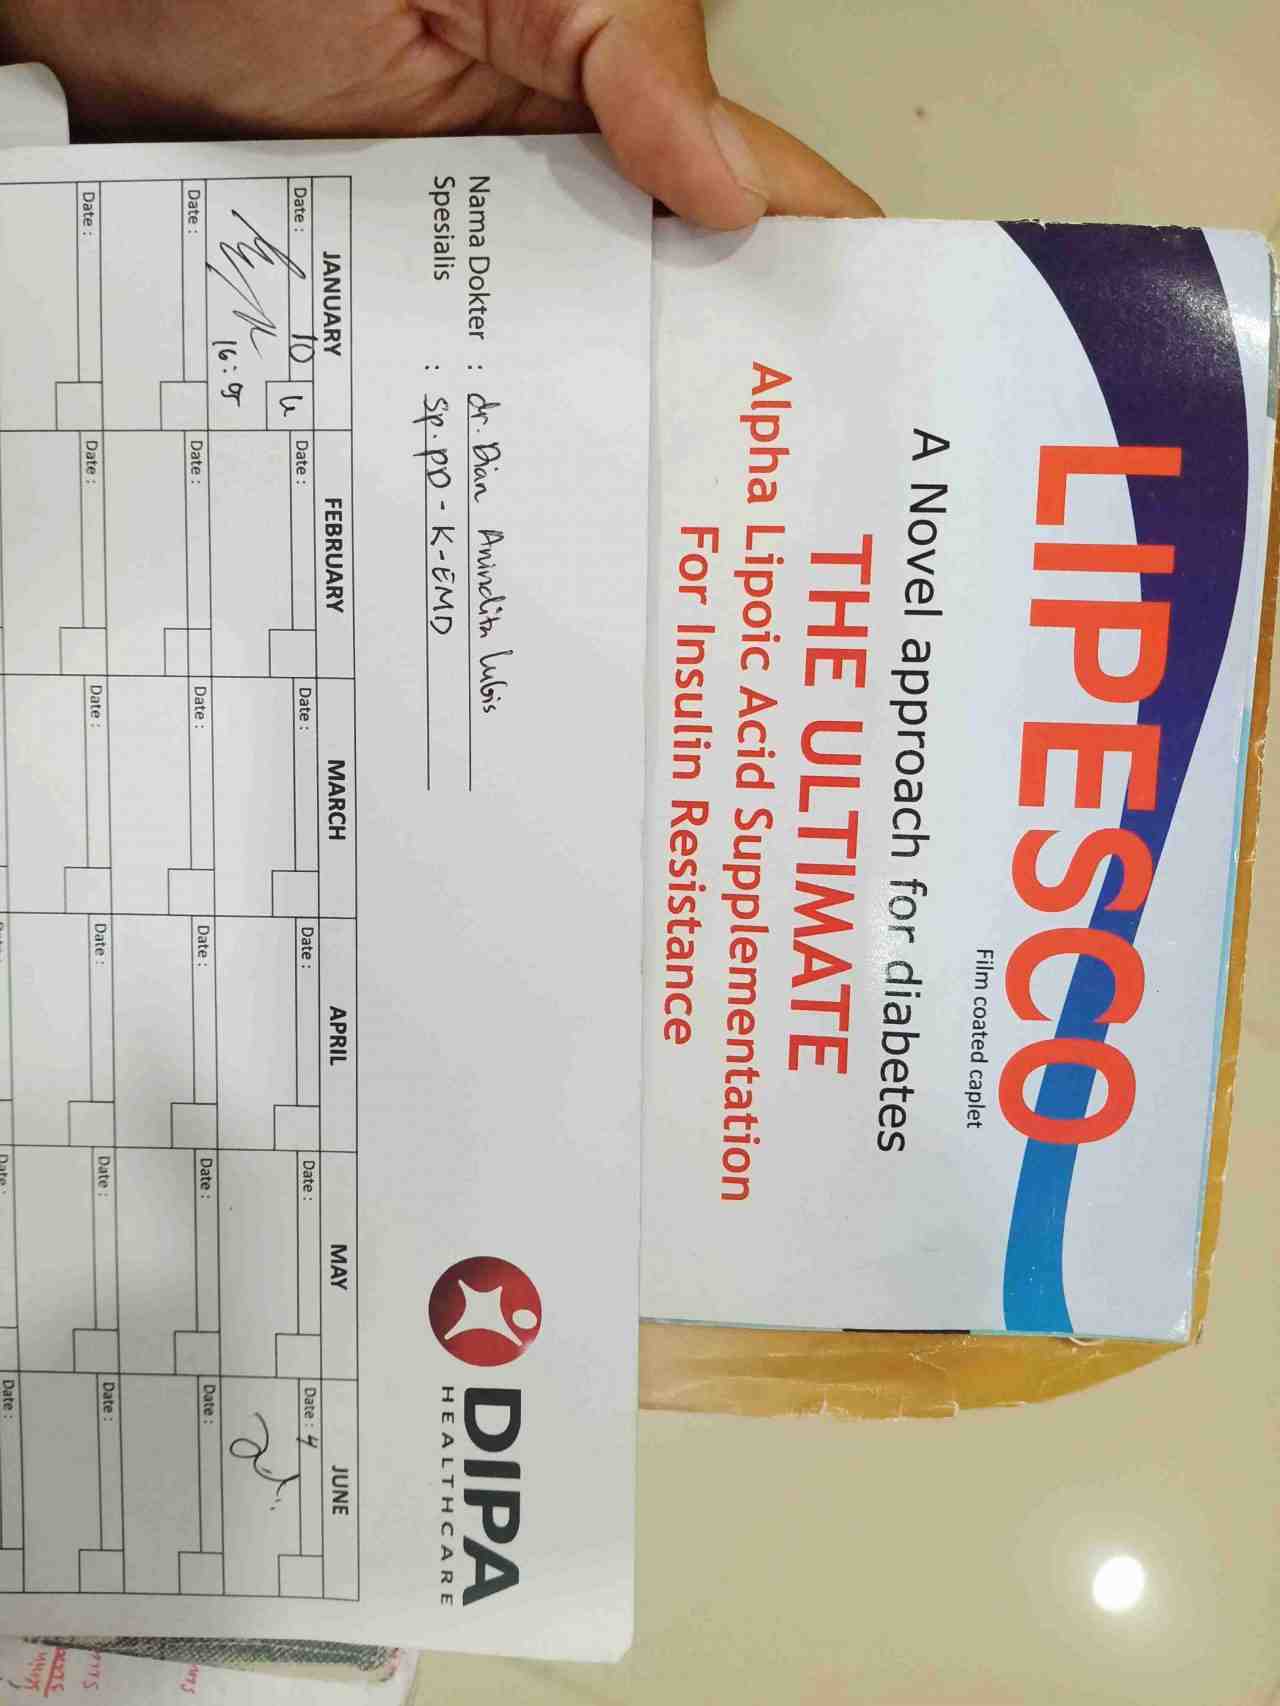 LIPESCO
Film coated caplet
A Novel approach for diabetes
THE ULTIMATE
Alpha Lipoic Acid Supplementation
For Insulin Resistance
DIPA
HEALTHCARE
Nama Dokter : dr. Dian Anindita Lubis
Spesialis : Sp.PD - K-EMD
JANUARY FEBRUARY MARCH APRIL MAY JUNE
Date : 10 Date : Date : Date : Date : Date : 4
Date : Date : Date : Date : Date : Date :
Date : Date : Date : Date : Date : Date :
Date : Date :